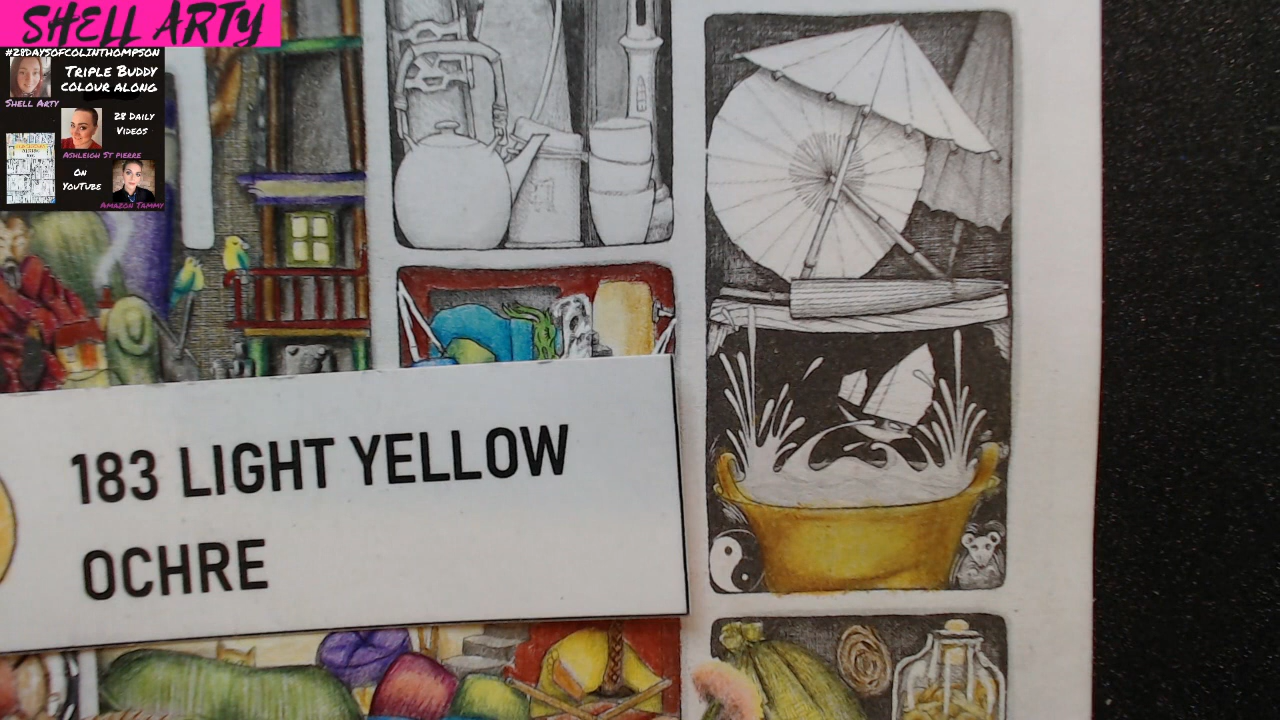 SHELL ARTY
#28DAYSOFCOLINTHOMPSON
TRIPLE BUDDY
COLOUR ALONG
SHELL ARTY
28 DAILY
VIDEOS
ASHLEIGH ST PIERRE
ON
YOUTUBE
AMAZON TAMMY
183 LIGHT YELLOW
OCHRE